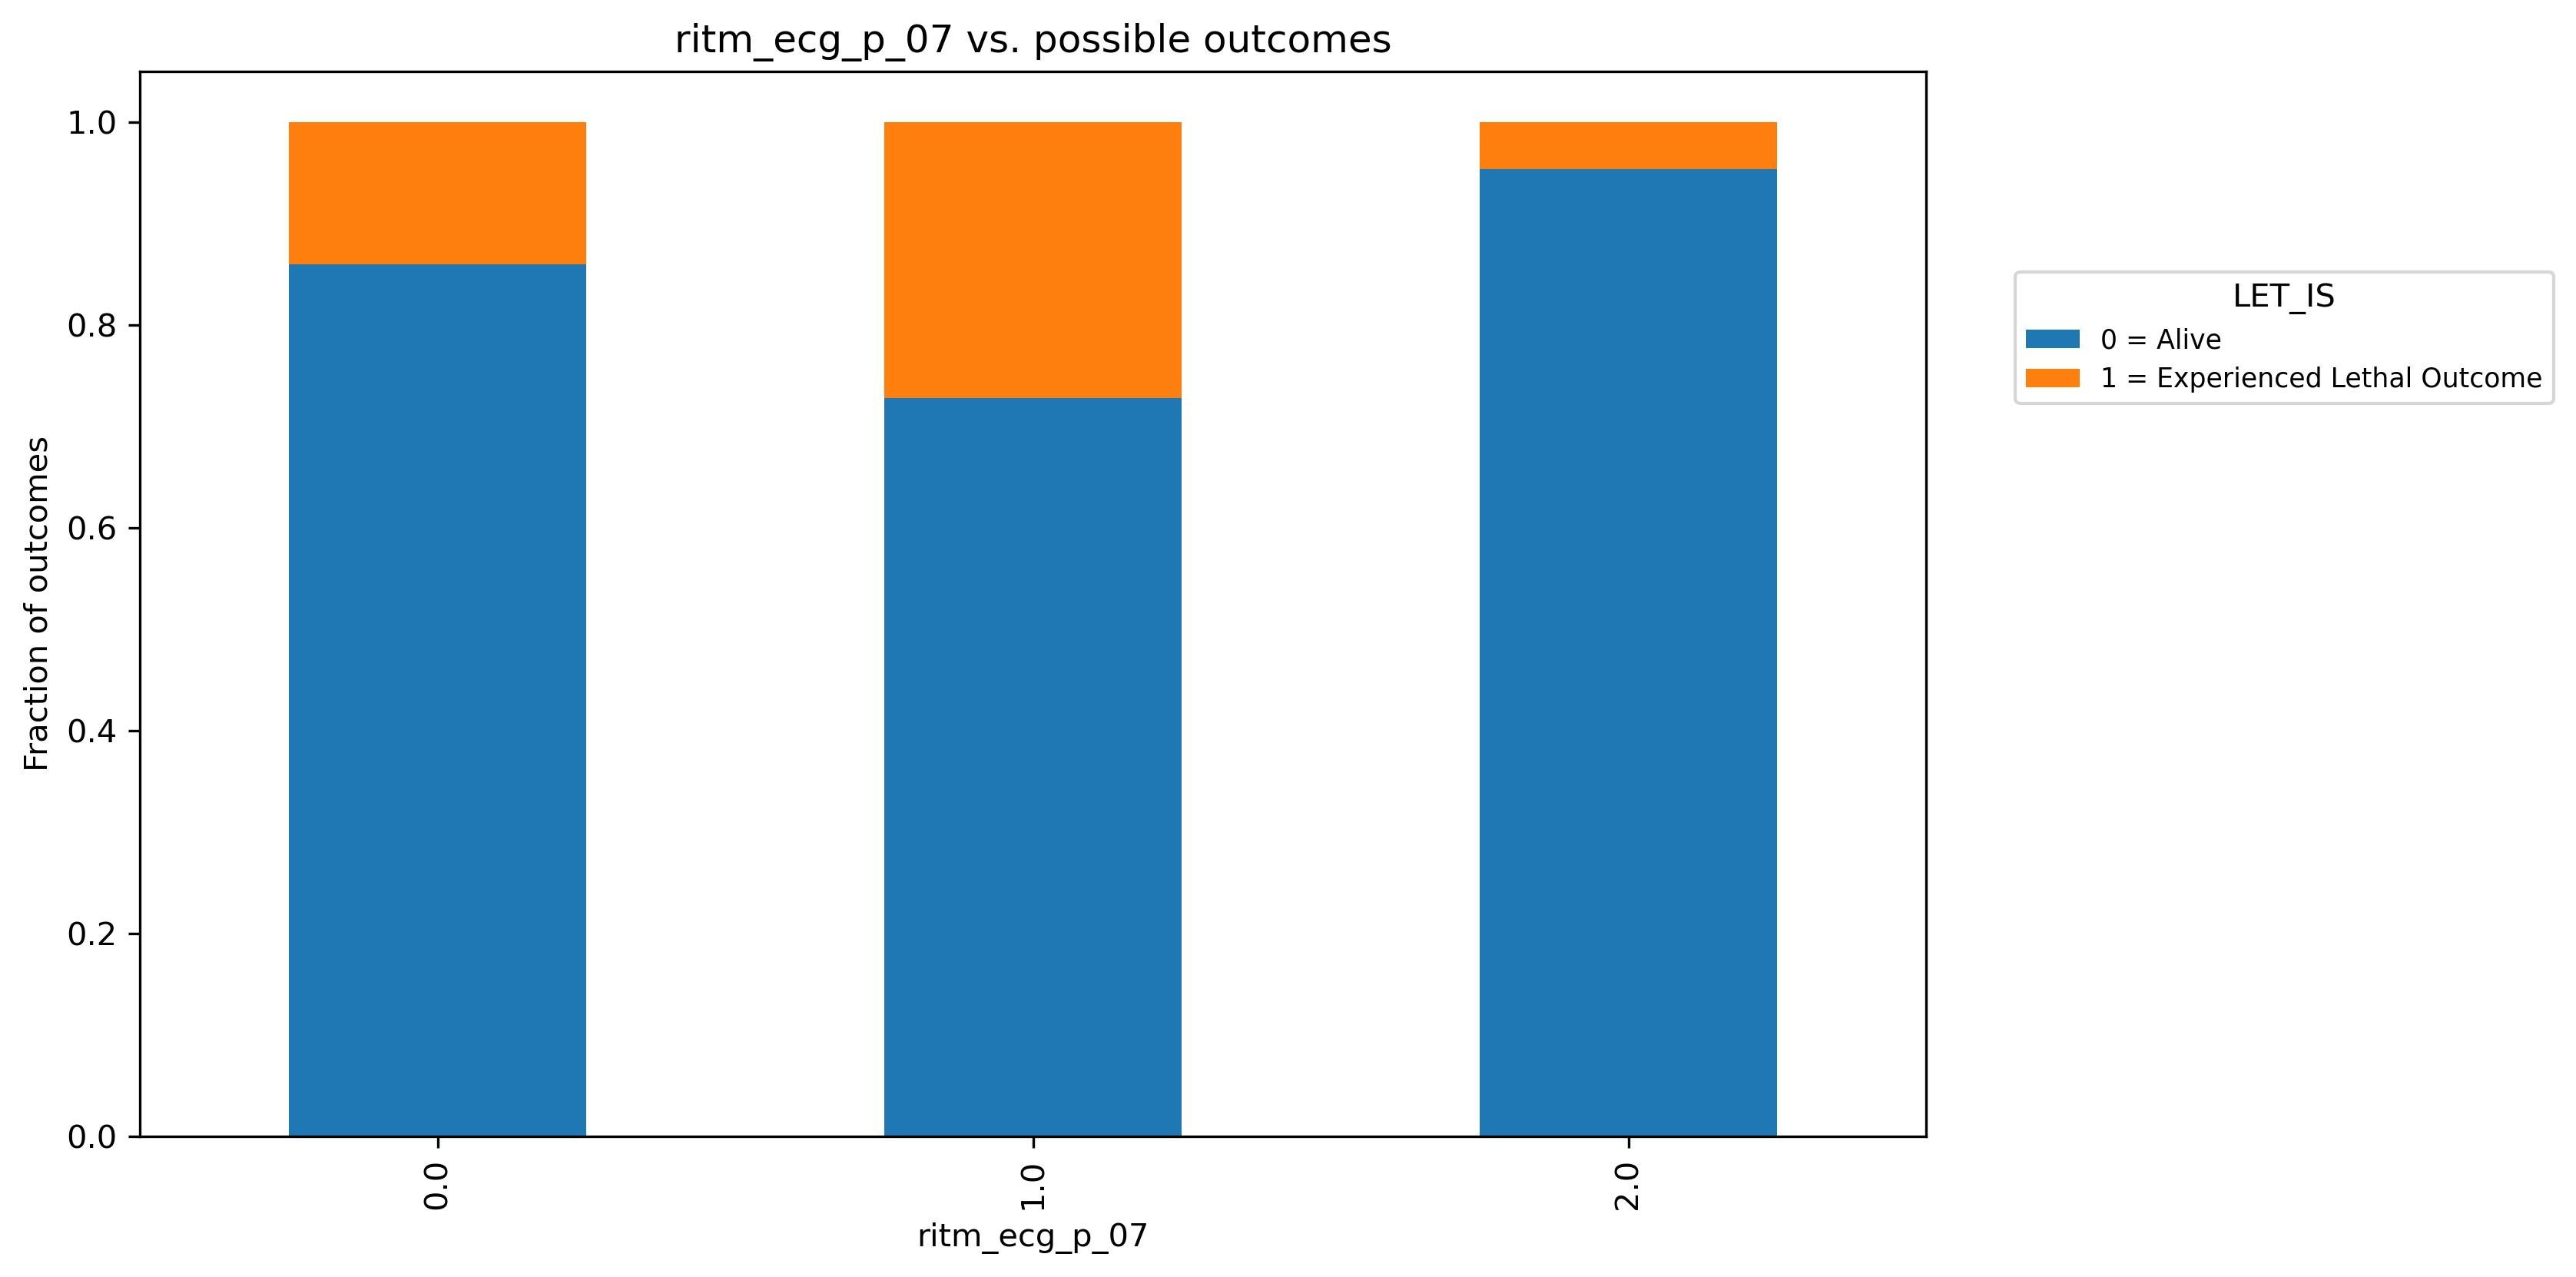 ritm_ecg_p_07 vs. possible outcomes
Fraction of outcomes
1.0
0.8
0.6
0.4
0.2
0.0
0.0
1.0
2.0
ritm_ecg_p_07
LET_IS
0 = Alive
1 = Experienced Lethal Outcome